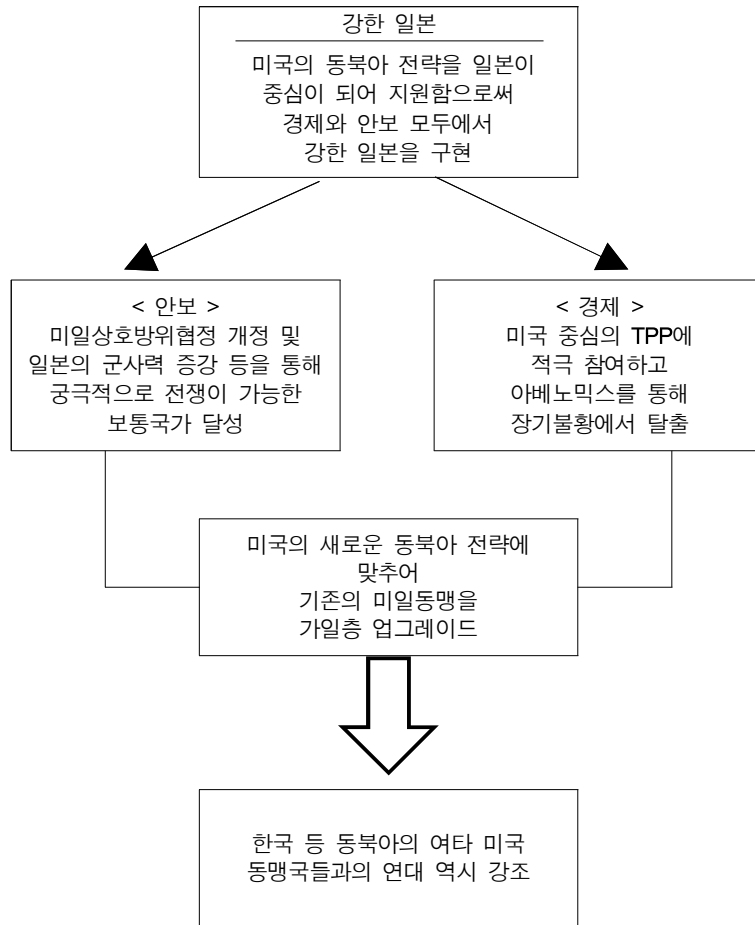 강한 일본
미국의 동북아 전략을 일본이
중심이 되어 지원함으로써
경제와 안보 모두에서
강한 일본을 구현
< 안보 >
미일상호방위협정 개정 및
일본의 군사력 증강 등을 통해
궁극적으로 전쟁이 가능한
보통국가 달성
< 경제 >
미국 중심의 TPP에
적극 참여하고
아베노믹스를 통해
장기불황에서 탈출
미국의 새로운 동북아 전략에
맞추어
기존의 미일동맹을
가일층 업그레이드
한국 등 동북아의 여타 미국
동맹국들과의 연대 역시 강조